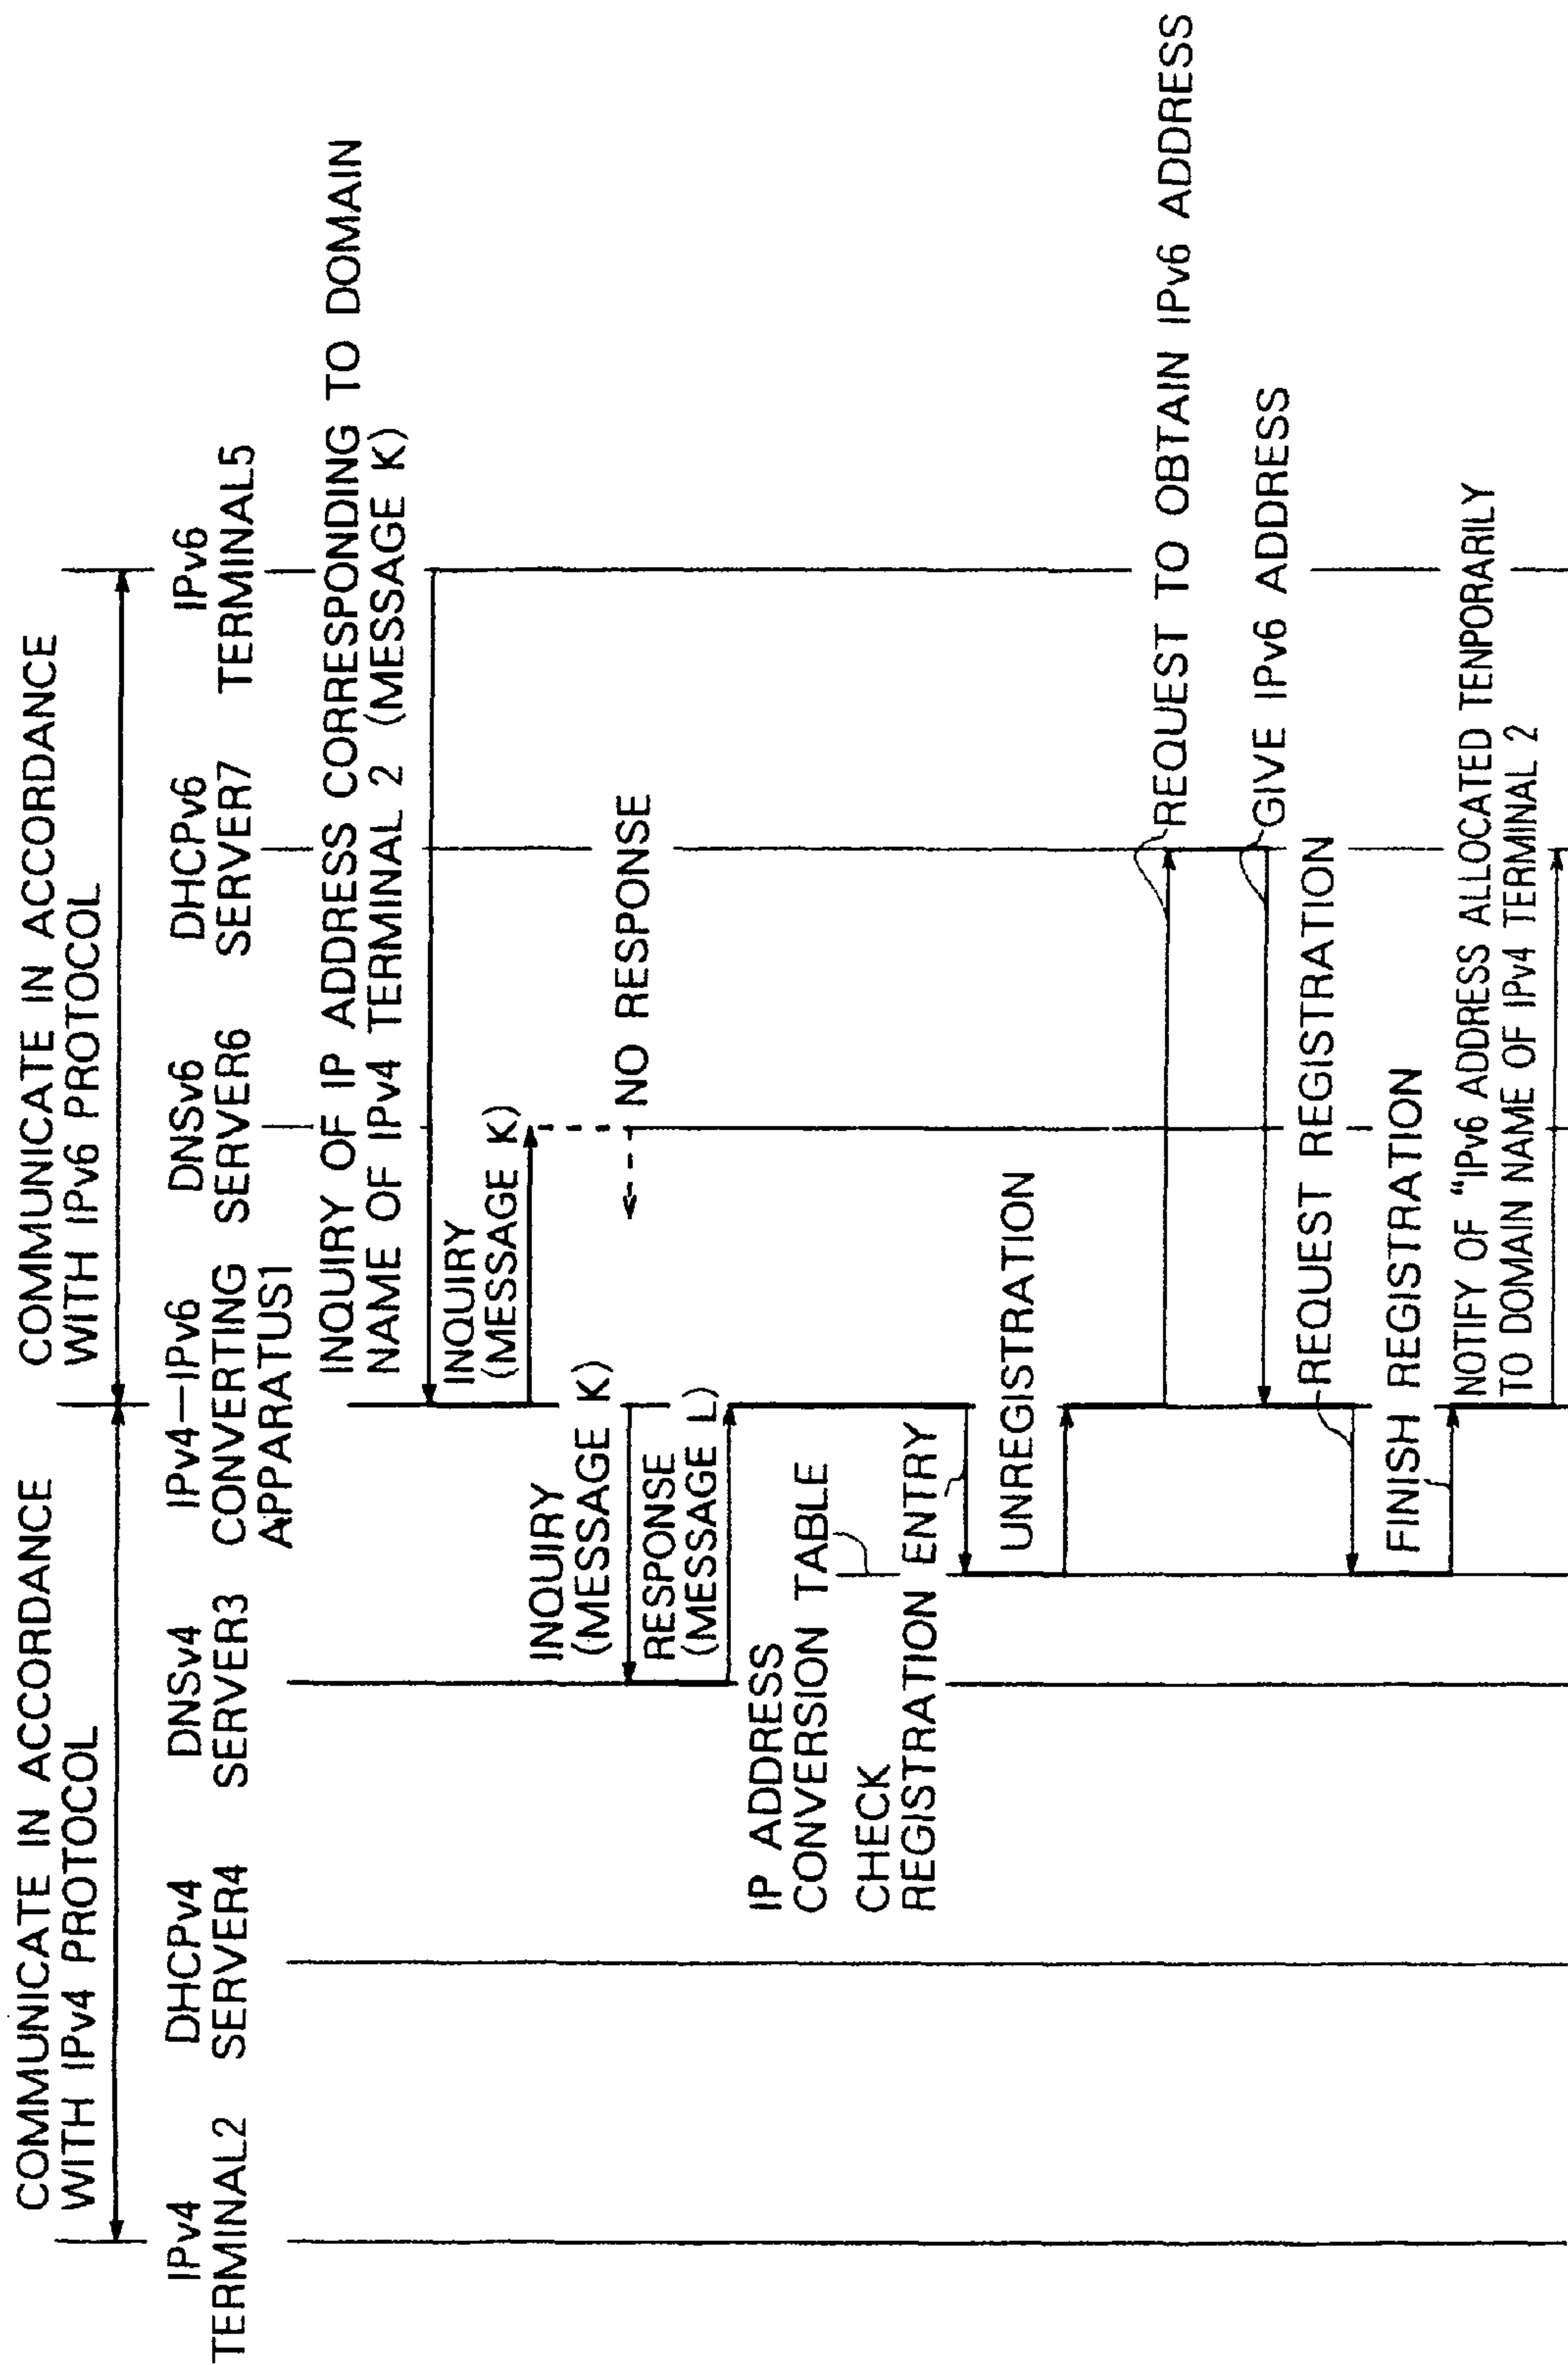 COMMUNICATE IN ACCORDANCE
WITH IPv4 PROTOCOL
COMMUNICATE IN ACCORDANCE
WITH IPv6 PROTOCOL
IPv4
TERMINAL2
DHCPv4
SERVER4
DNSv4
SERVER3
IPv4—IPv6
CONVERTING
APPARATUS1
DNSv6
SERVER6
DHCPv6
SERVER7
IPv6
TERMINAL5
INQUIRY OF IP ADDRESS CORRESPONDING TO DOMAIN
NAME OF IPv4 TERMINAL 2 (MESSAGE K)
INQUIRY
(MESSAGE K)
INQUIRY
(MESSAGE K)
NO RESPONSE
RESPONSE
(MESSAGE L)
IP ADDRESS
CONVERSION TABLE
CHECK
REGISTRATION ENTRY
UNREGISTRATION
REQUEST TO OBTAIN IPv6 ADDRESS
GIVE IPv6 ADDRESS
REQUEST REGISTRATION
FINISH REGISTRATION
NOTIFY OF "IPv6 ADDRESS ALLOCATED TENPORARILY
TO DOMAIN NAME OF IPv4 TERMINAL 2